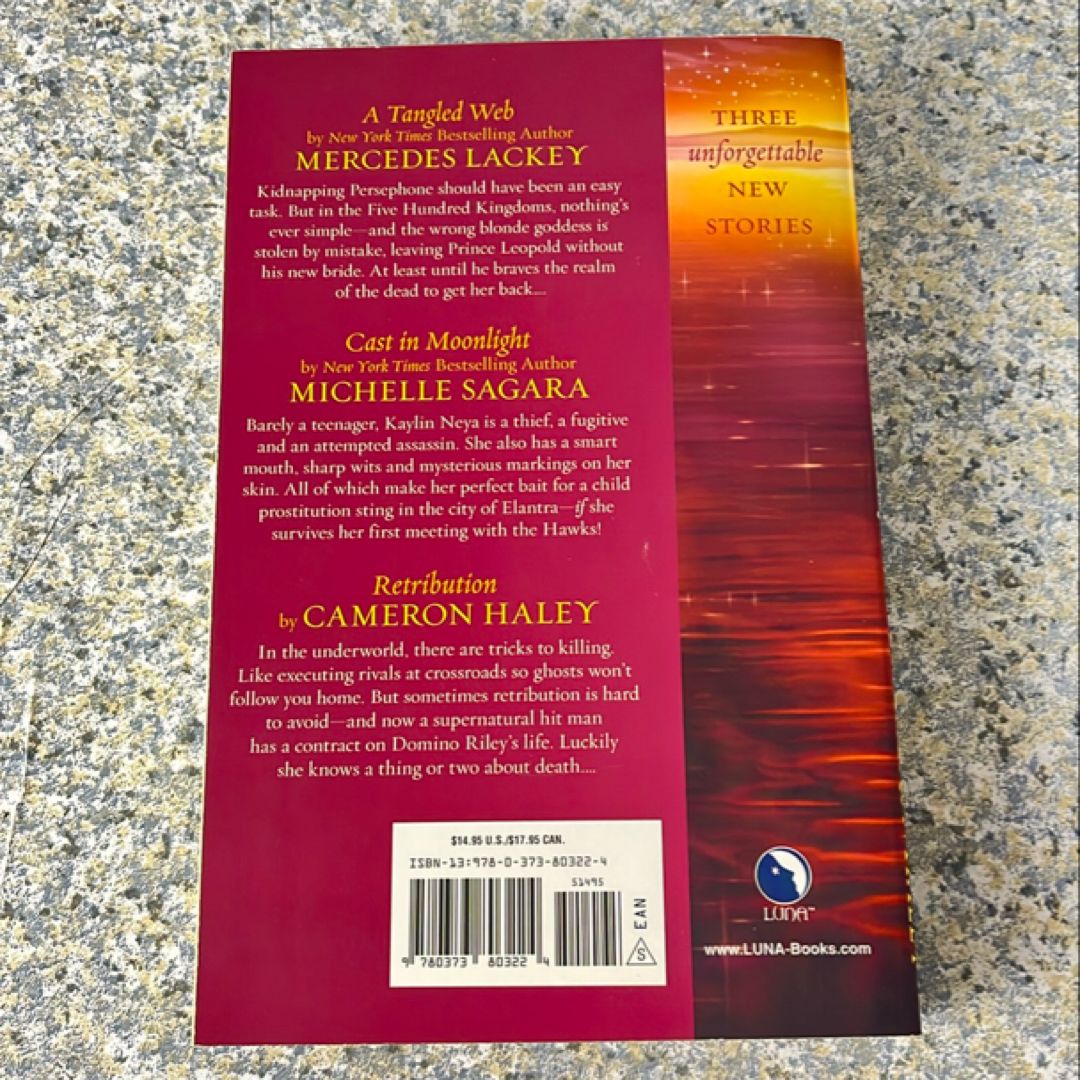 A Tangled Web
by New York Times Bestselling Author
MERCEDES LACKEY
Kidnapping Persephone should have been an easy
task. But in the Five Hundred Kingdoms, nothing's
ever simple—and the wrong blonde goddess is
stolen by mistake, leaving Prince Leopold without
his new bride. At least until he braves the realm
of the dead to get her back....
Cast in Moonlight
by New York Times Bestselling Author
MICHELLE SAGARA
Barely a teenager, Kaylin Neya is a thief, a fugitive
and an attempted assassin. She also has a smart
mouth, sharp wits and mysterious markings on her
skin. All of which make her perfect bait for a child
prostitution sting in the city of Elantra—if she
survives her first meeting with the Hawks!
Retribution
by CAMERON HALEY
In the underworld, there are tricks to killing.
Like executing rivals at crossroads so ghosts won't
follow you home. But sometimes retribution is hard
to avoid—and now a supernatural hit man
has a contract on Domino Riley's life. Luckily
she knows a thing or two about death....
$14.95 U.S./$17.95 CAN.
ISBN-13:978-0-373-80322-4
51495
9 780373 803224
EAN
S
THREE
unforgettable
NEW
STORIES
LUNA™
www.LUNA-Books.com